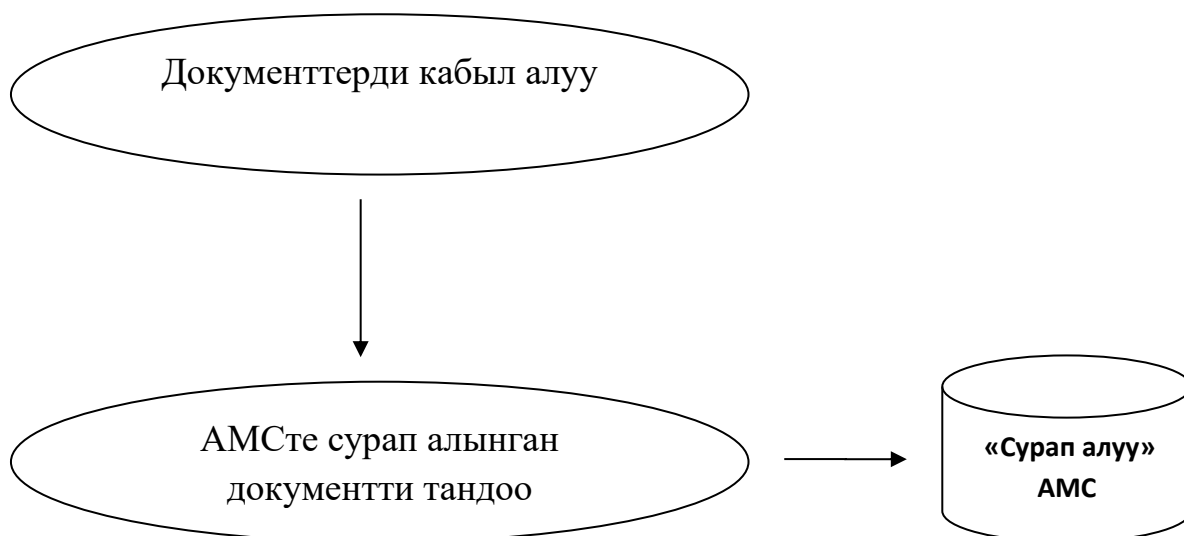 Документтерди кабыл алуу
АМСте сурап алынган
документти тандоо
«Сурап алуу»
АМС